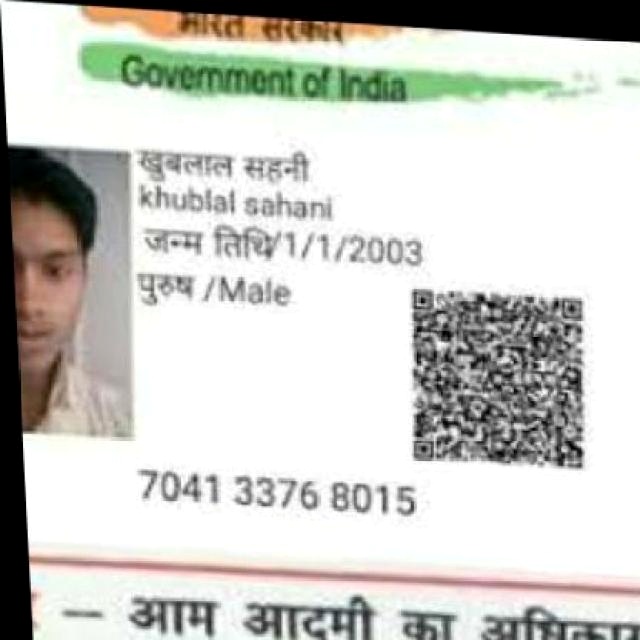 भारत सरकार
Government of India
खुबलाल सहनी
khublal sahani
जन्म तिथि/1/1/2003
पुरुष /Male
7041 3376 8015
— आम आदमी का अधिकार